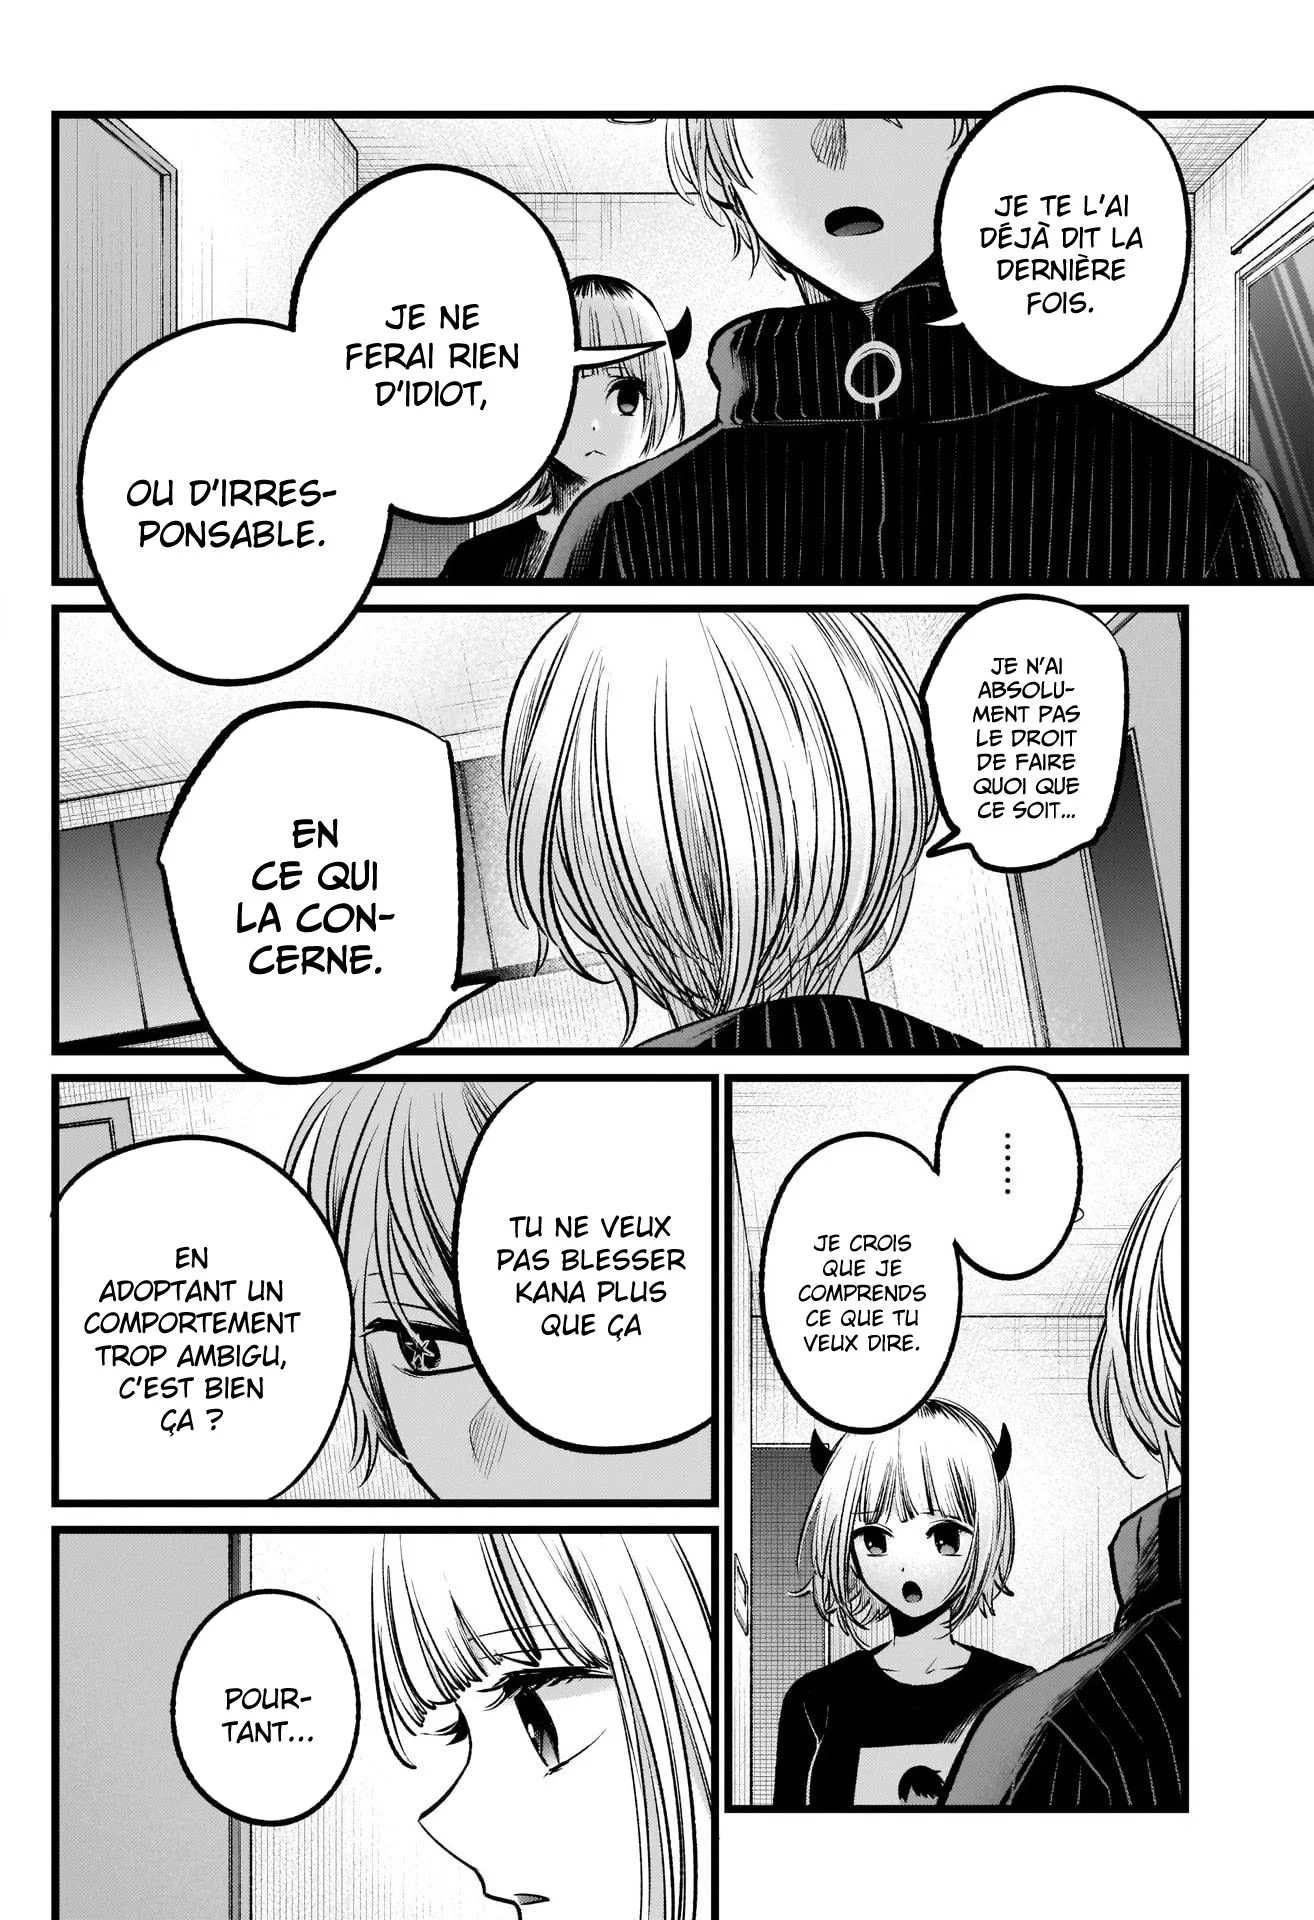 JE TE L'AI
DÉJÀ DIT LA
DERNIÈRE
FOIS.
JE NE
FERAI RIEN
D'IDIOT,
OU D'IRRES-
PONSABLE.
JE N'AI
ABSOLU-
MENT PAS
LE DROIT
DE FAIRE
QUOI QUE
CE SOIT...
EN
CE QUI
LA CON-
CERNE.
........
JE CROIS
QUE JE
COMPRENDS
CE QUE TU
VEUX DIRE.
TU NE VEUX
PAS BLESSER
KANA PLUS
QUE ÇA
EN
ADOPTANT UN
COMPORTEMENT
TROP AMBIGU,
C'EST BIEN
ÇA ?
POUR-
TANT...